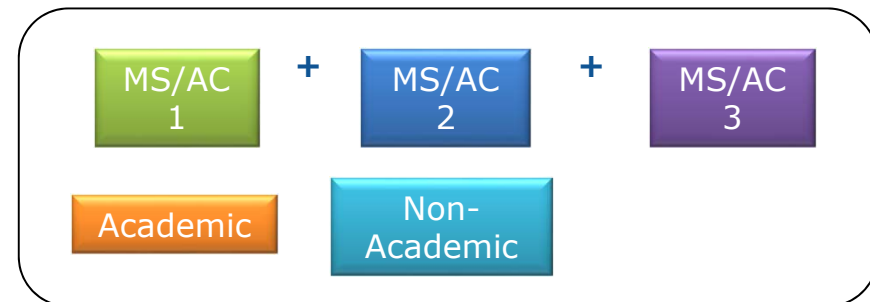 MS/AC + MS/AC + MS/AC
1 2 3
Academic
Non-
Academic